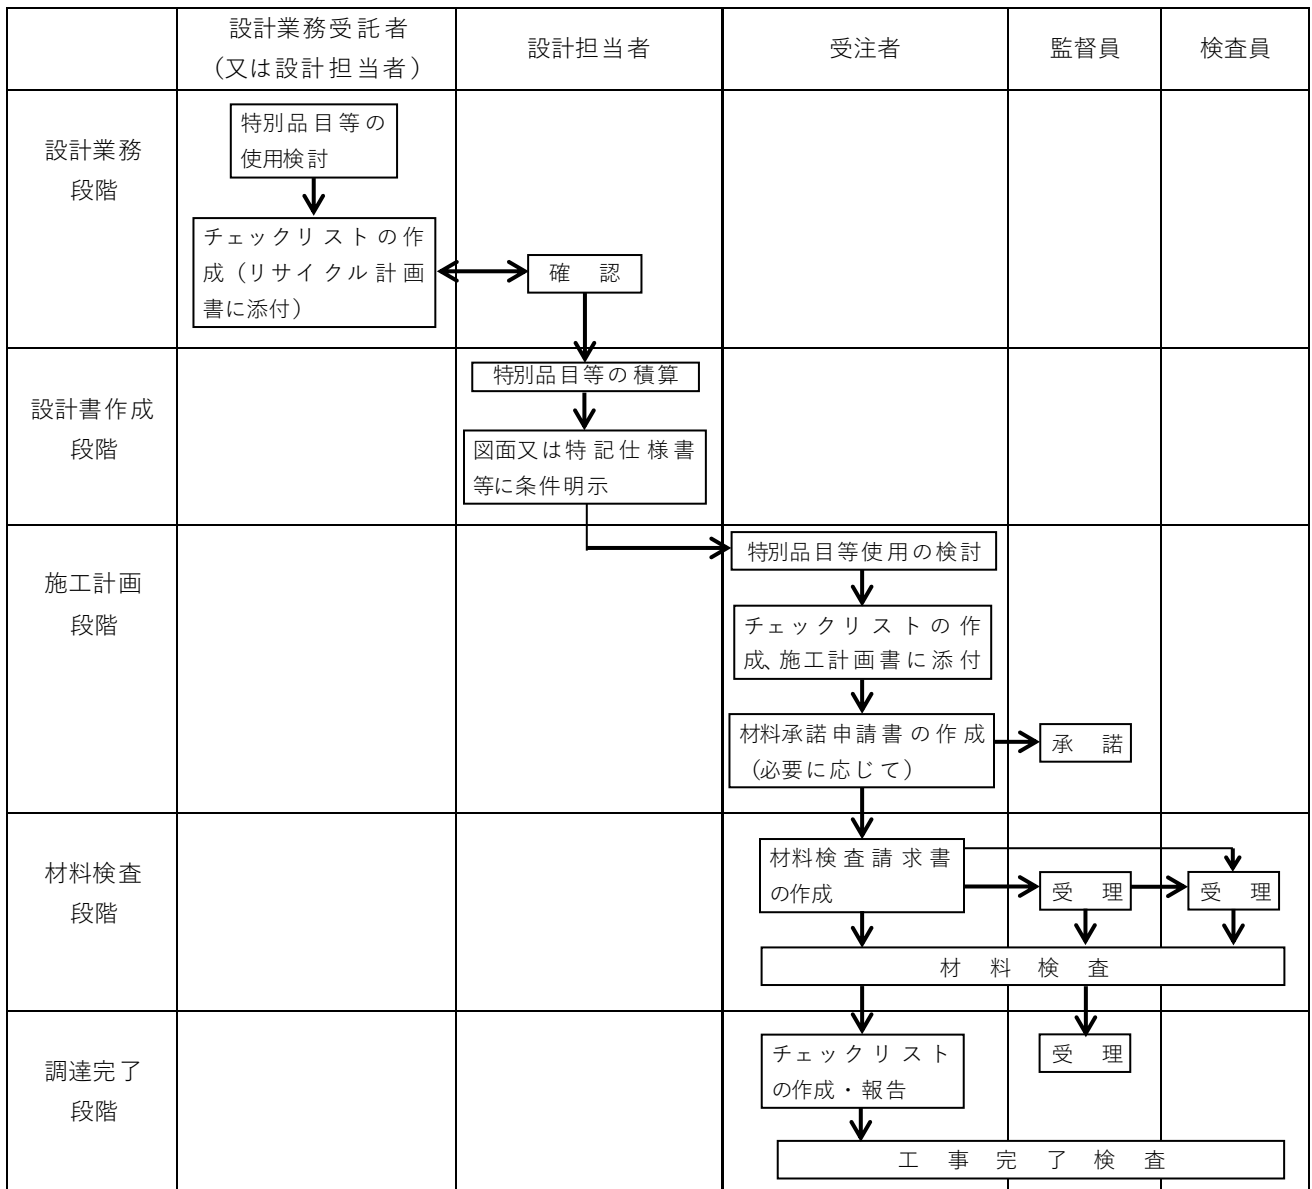 設計業務受託者
（又は設計担当者）
設計担当者
受注者
監督員
検査員
設計業務
段階
特別品目等の
使用検討
チェックリストの作
成（リサイクル計画
書に添付）
確　認
設計書作成
段階
特別品目等の積算
図面又は特記仕様書
等に条件明示
施工計画
段階
特別品目等使用の検討
チェックリストの作
成、施工計画書に添付
材料承諾申請書の作成
（必要に応じて）
承　諾
材料検査
段階
材料検査請求書
の作成
受　理
受　理
材　料　検　査
調達完了
段階
チェックリスト
の作成・報告
受　理
工　事　完　了　検　査